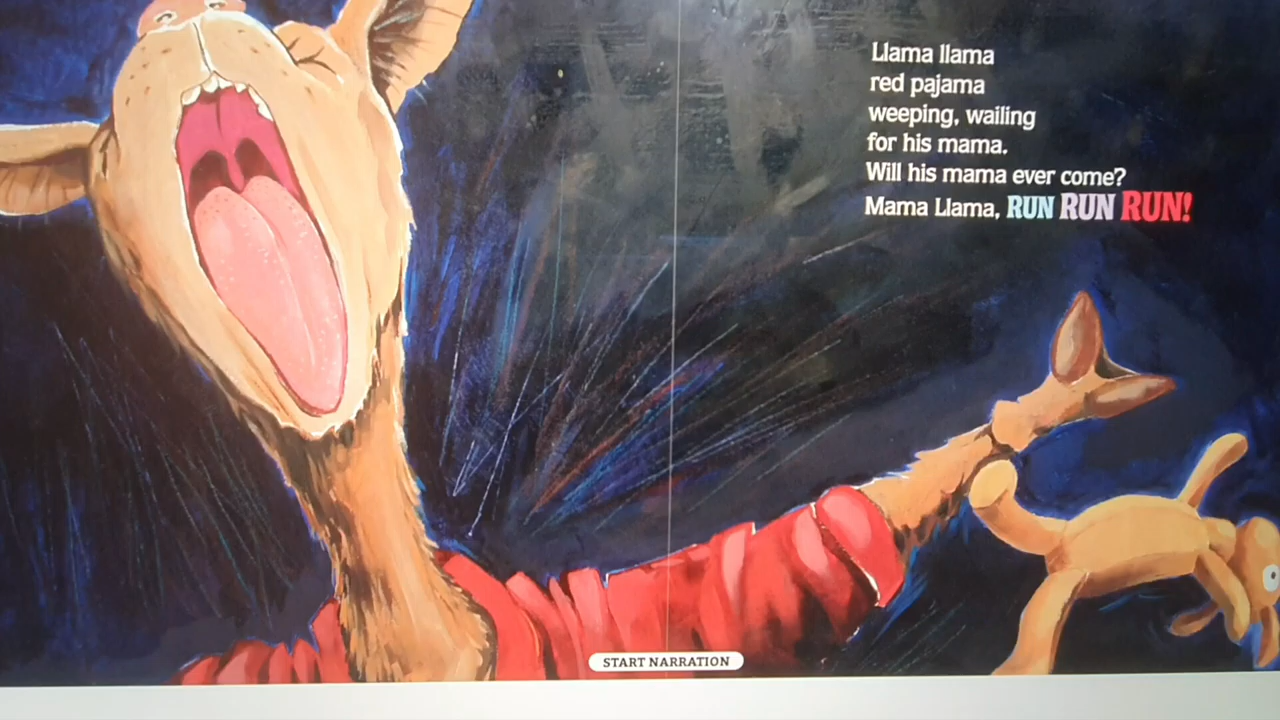 Llama llama
red pajama
weeping, wailing
for his mama.
Will his mama ever come?
Mama Llama, RUN RUN RUN!
START NARRATION